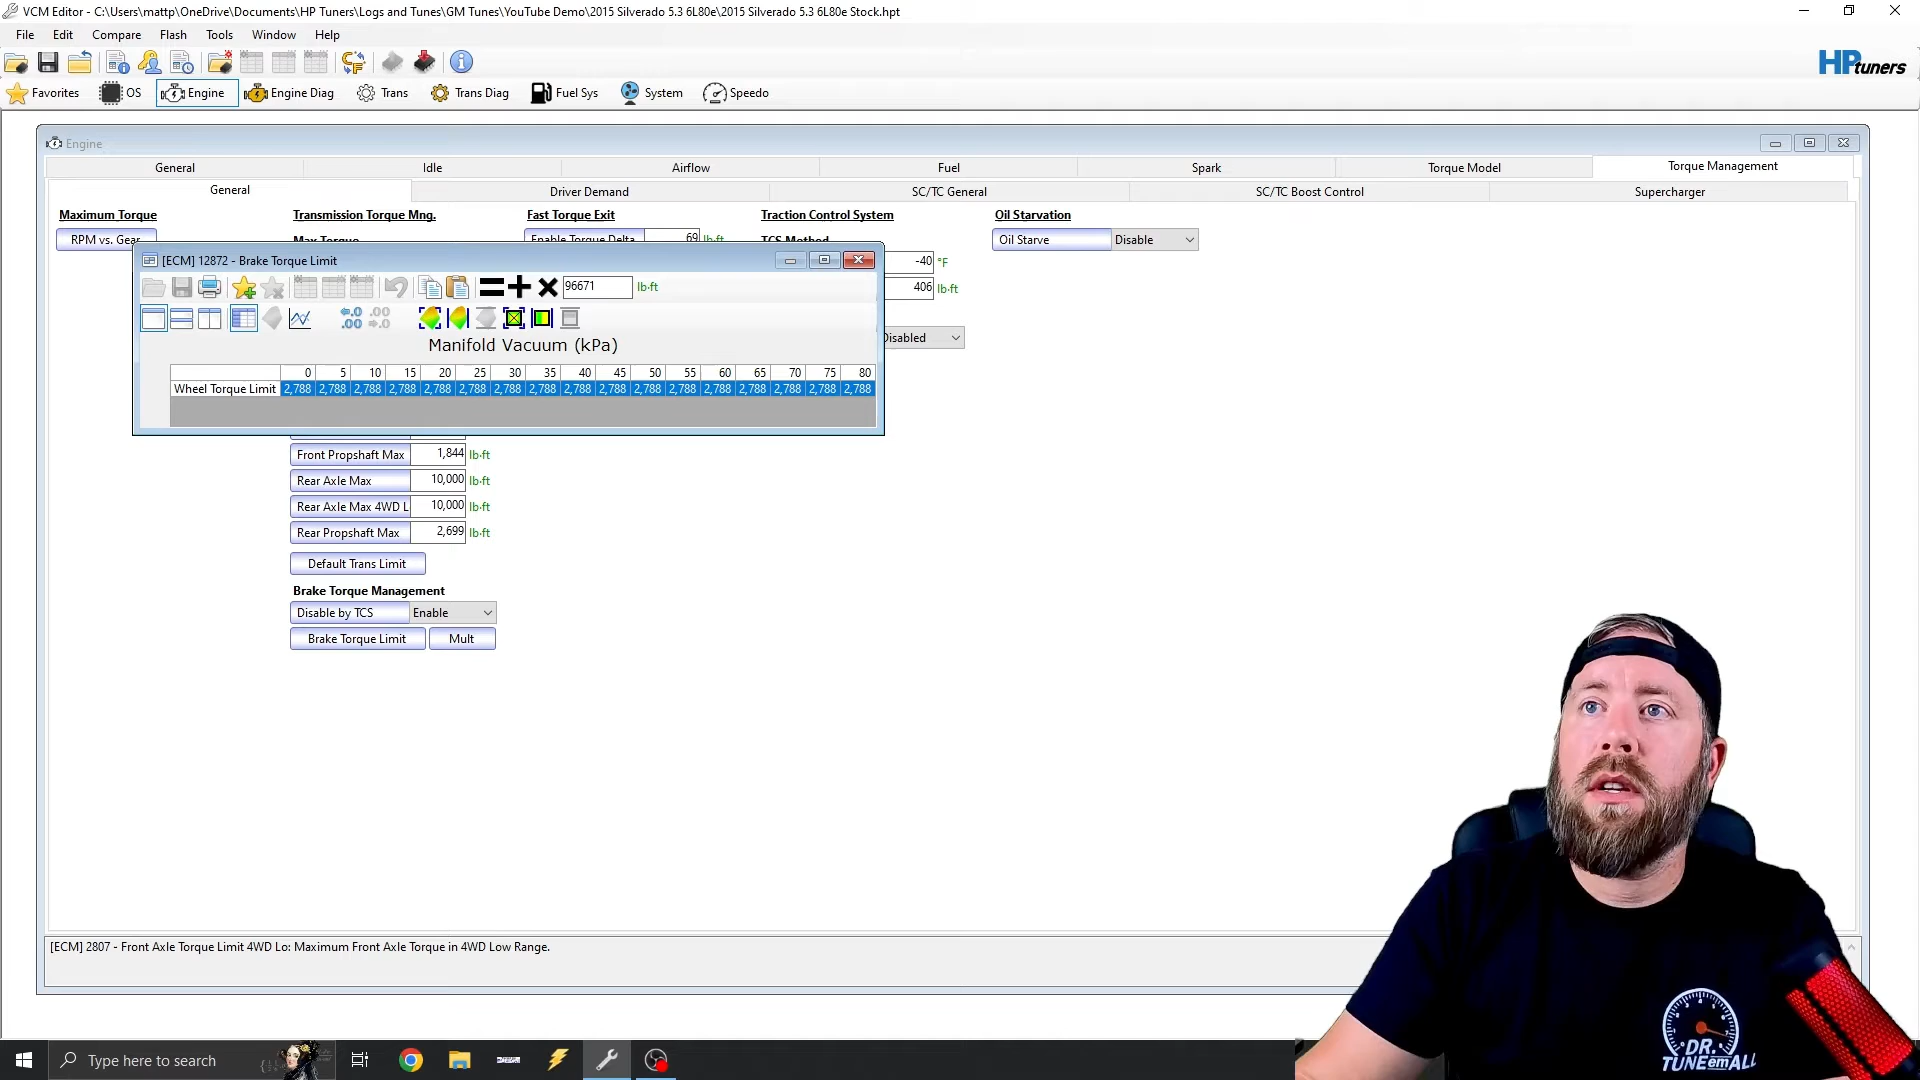 VCM Editor - C:\Users\mattp\OneDrive\Documents\HP Tuners\Logs and Tunes\GM Tunes\YouTube Demo\2015 Silverado 5.3 6L80e\2015 Silverado 5.3 6L80e Stock.hpt
File Edit Compare Flash Tools Window Help
HPtuners
Favorites OS Engine Engine Diag Trans Trans Diag Fuel Sys System Speedo
Engine
General Idle Airflow Fuel Spark Torque Model Torque Management
General Driver Demand SC/TC General SC/TC Boost Control Supercharger
Maximum Torque Transmission Torque Mng. Fast Torque Exit Traction Control System Oil Starvation
RPM vs. Gear Max Torque Enable Torque Delta 69 lb·ft TCS Method Oil Starve Disable
[ECM] 12872 - Brake Torque Limit
-40 °F
96671 lb·ft
406 lb·ft
Disabled
Manifold Vacuum (kPa)
0 5 10 15 20 25 30 35 40 45 50 55 60 65 70 75 80
Wheel Torque Limit 2,788 2,788 2,788 2,788 2,788 2,788 2,788 2,788 2,788 2,788 2,788 2,788 2,788 2,788 2,788 2,788 2,788
Front Propshaft Max 1,844 lb·ft
Rear Axle Max 10,000 lb·ft
Rear Axle Max 4WD L 10,000 lb·ft
Rear Propshaft Max 2,699 lb·ft
Default Trans Limit
Brake Torque Management
Disable by TCS Enable
Brake Torque Limit Mult
[ECM] 2807 - Front Axle Torque Limit 4WD Lo: Maximum Front Axle Torque in 4WD Low Range.
DR.
TUNEemALL
Type here to search